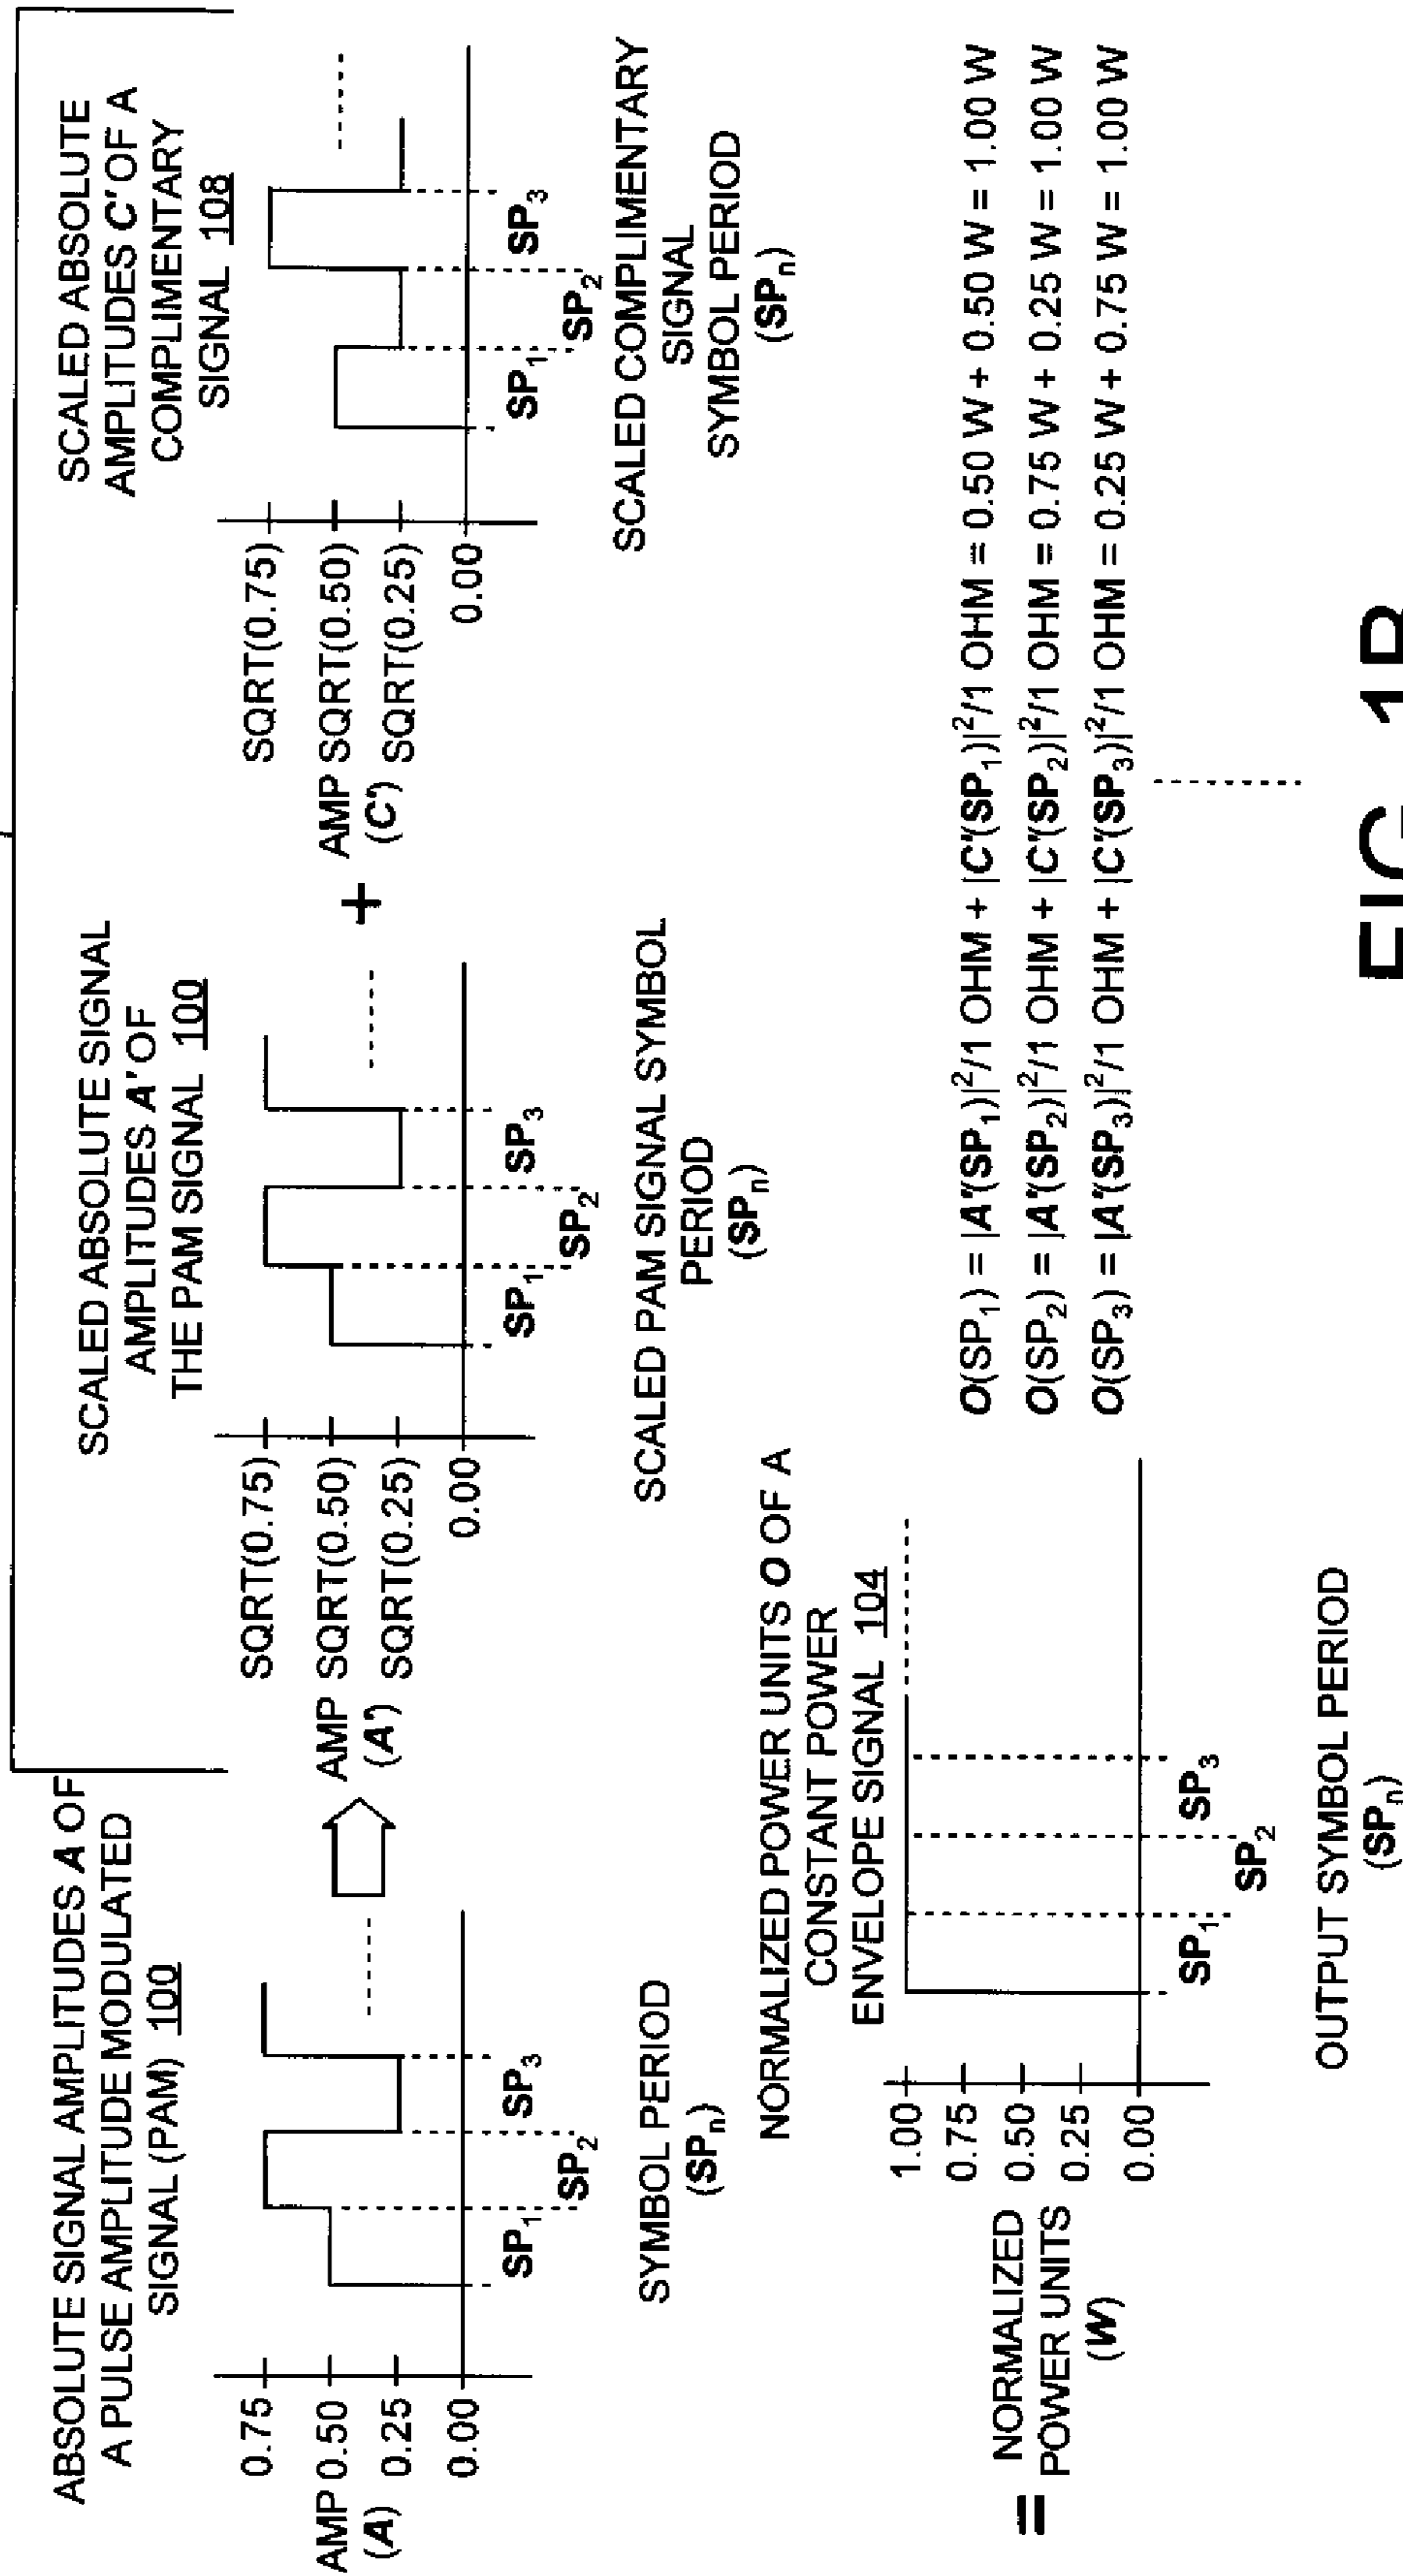 ABSOLUTE SIGNAL AMPLITUDES A OF
A PULSE AMPLITUDE MODULATED
SIGNAL (PAM) 100
0.75
AMP 0.50
(A) 0.25
0.00
SP1
SP2
SP3
SYMBOL PERIOD
(SPn)
SCALED ABSOLUTE SIGNAL
AMPLITUDES A' OF
THE PAM SIGNAL 100
SQRT(0.75)
AMP SQRT(0.50)
(A') SQRT(0.25)
0.00
SP1
SP2
SP3
SCALED PAM SIGNAL SYMBOL
PERIOD
(SPn)
+
SCALED ABSOLUTE
AMPLITUDES C' OF A
COMPLIMENTARY
SIGNAL 108
SQRT(0.75)
AMP SQRT(0.50)
(C') SQRT(0.25)
0.00
SP1
SP2
SP3
SCALED COMPLIMENTARY
SIGNAL
SYMBOL PERIOD
(SPn)
=
NORMALIZED POWER UNITS O OF A
CONSTANT POWER
ENVELOPE SIGNAL 104
NORMALIZED
POWER UNITS
(W)
1.00
0.75
0.50
0.25
0.00
SP1
SP2
SP3
OUTPUT SYMBOL PERIOD
(SPn)
O(SP1) = |A'(SP1)|²/1 OHM + |C'(SP1)|²/1 OHM = 0.50 W + 0.50 W = 1.00 W
O(SP2) = |A'(SP2)|²/1 OHM + |C'(SP2)|²/1 OHM = 0.75 W + 0.25 W = 1.00 W
O(SP3) = |A'(SP3)|²/1 OHM + |C'(SP3)|²/1 OHM = 0.25 W + 0.75 W = 1.00 W
FIG. 1B